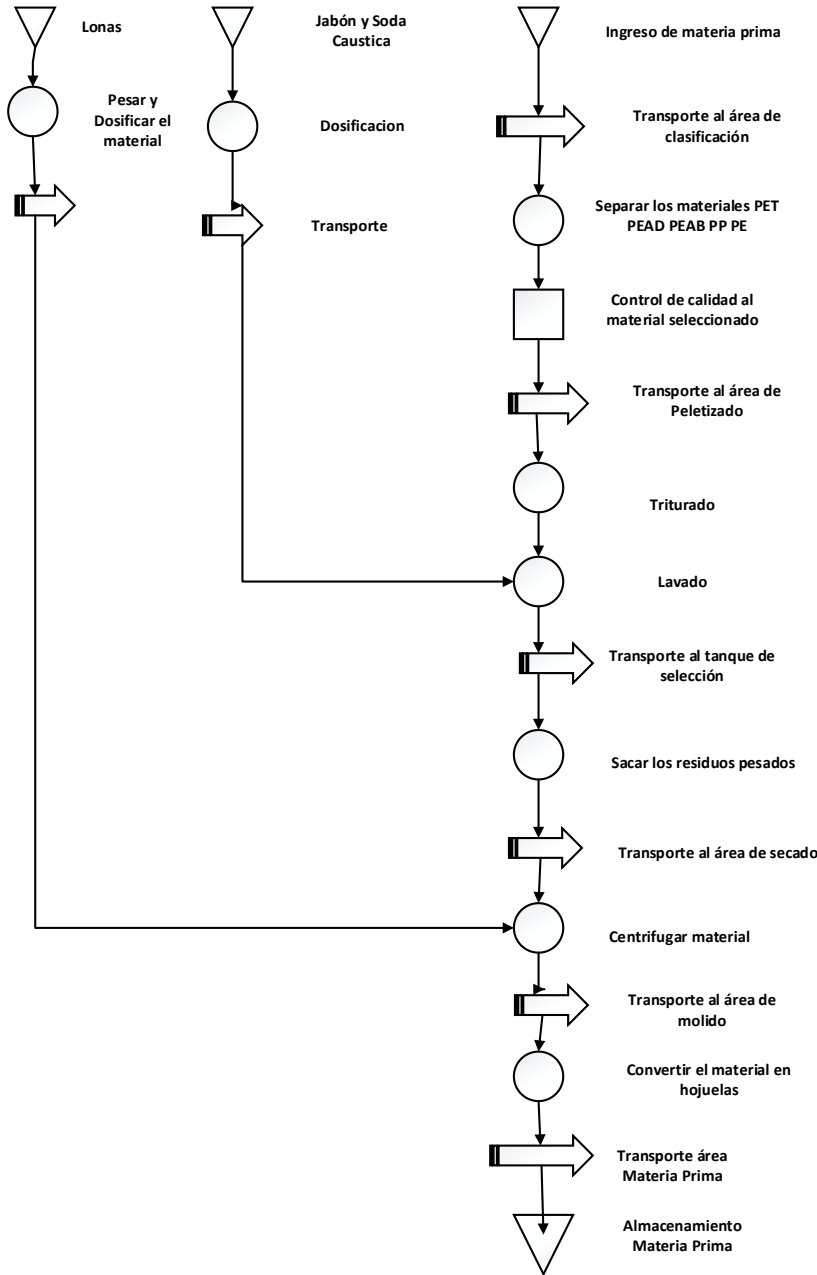 Lonas
Pesar y
Dosificar el
material
Jabón y Soda
Caustica
Dosificacion
Transporte
Ingreso de materia prima
Transporte al área de
clasificación
Separar los materiales PET
PEAD PEAB PP PE
Control de calidad al
material seleccionado
Transporte al área de
Peletizado
Triturado
Lavado
Transporte al tanque de
selección
Sacar los residuos pesados
Transporte al área de secado
Centrifugar material
Transporte al área de
molido
Convertir el material en
hojuelas
Transporte área
Materia Prima
Almacenamiento
Materia Prima